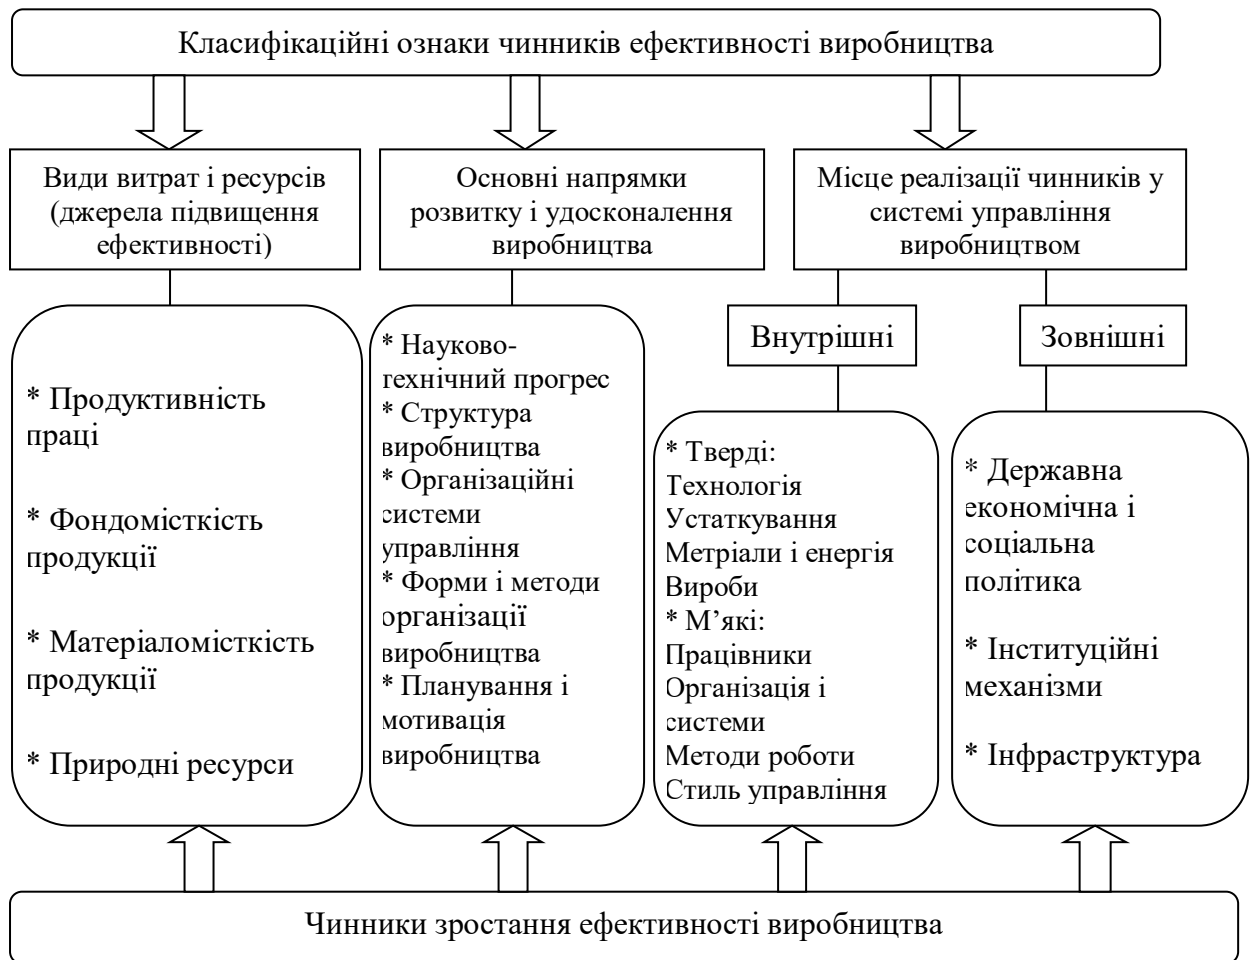 Класифікаційні ознаки чинників ефективності виробництва
Види витрат і ресурсів
(джерела підвищення
ефективності)
Основні напрямки
розвитку і удосконалення
виробництва
Місце реалізації чинників у
системі управління
виробництвом
Внутрішні
Зовнішні
* Продуктивність
праці
* Фондомісткість
продукції
* Матеріаломісткість
продукції
* Природні ресурси
* Науково-
технічний прогрес
* Структура
виробництва
* Організаційні
системи
управління
* Форми і методи
організації
виробництва
* Планування і
мотивація
виробництва
* Тверді:
Технологія
Устаткування
Метріали і енергія
Вироби
* М’які:
Працівники
Організація і
системи
Методи роботи
Стиль управління
* Державна
економічна і
соціальна
політика
* Інституційні
механізми
* Інфраструктура
Чинники зростання ефективності виробництва